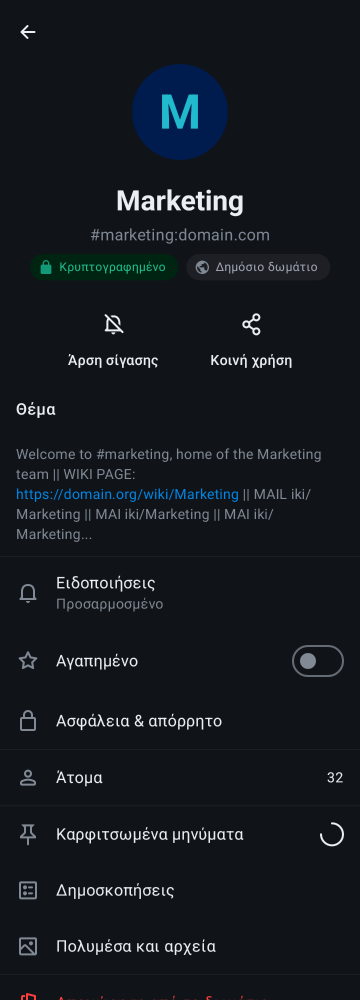 M
Marketing
#marketing:domain.com
Κρυπτογραφημένο
Δημόσιο δωμάτιο
Άρση σίγασης
Κοινή χρήση
Θέμα
Welcome to #marketing, home of the Marketing
team || WIKI PAGE:
https://domain.org/wiki/Marketing || MAIL iki/
Marketing || MAI iki/Marketing || MAI iki/
Marketing...
Ειδοποιήσεις
Προσαρμοσμένο
Αγαπημένο
Ασφάλεια & απόρρητο
Άτομα 32
Καρφιτσωμένα μηνύματα
Δημοσκοπήσεις
Πολυμέσα και αρχεία